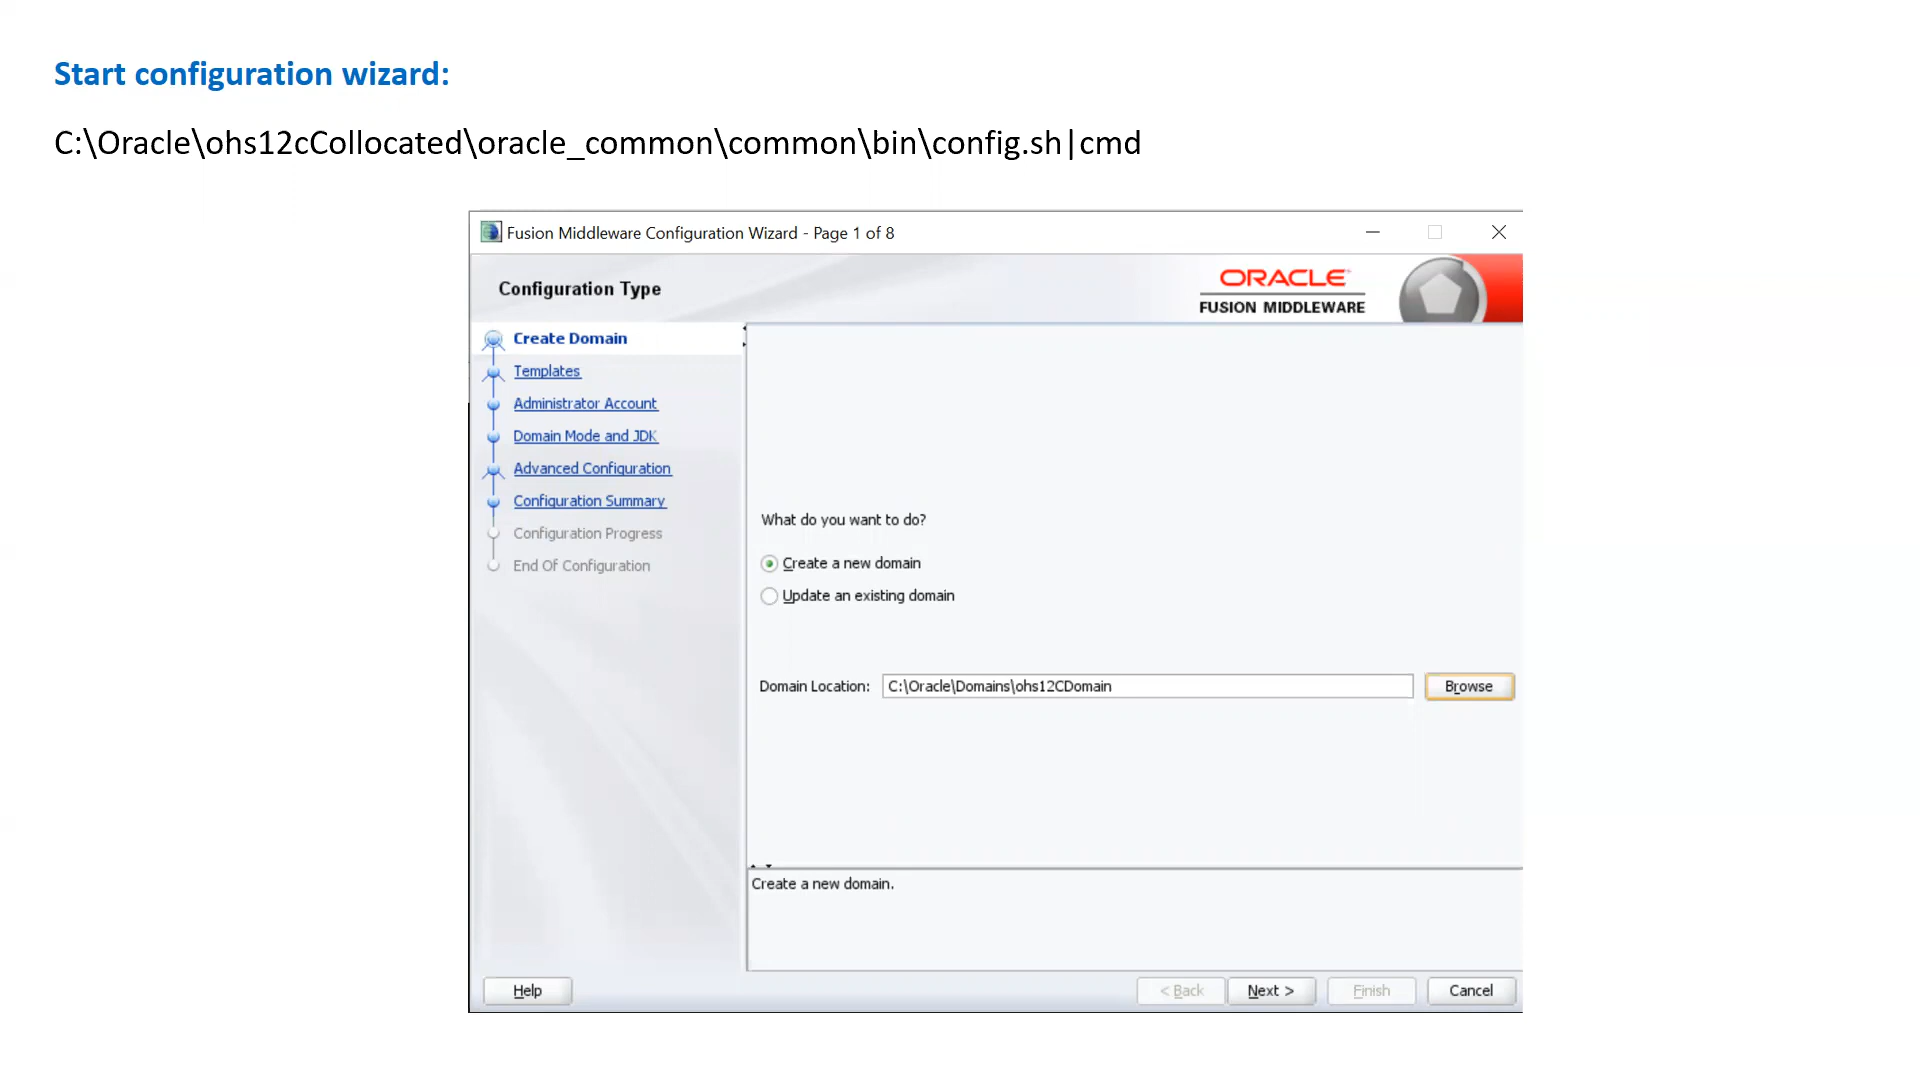 Start configuration wizard:
C:\Oracle\ohs12cCollocated\oracle_common\common\bin\config.sh|cmd
Fusion Middleware Configuration Wizard - Page 1 of 8
Configuration Type
ORACLE
FUSION MIDDLEWARE
Create Domain
Templates
Administrator Account
Domain Mode and JDK
Advanced Configuration
Configuration Summary
Configuration Progress
End Of Configuration
What do you want to do?
Create a new domain
Update an existing domain
Domain Location: C:\Oracle\Domains\ohs12CDomain Browse
Create a new domain.
Help < Back Next > Finish Cancel